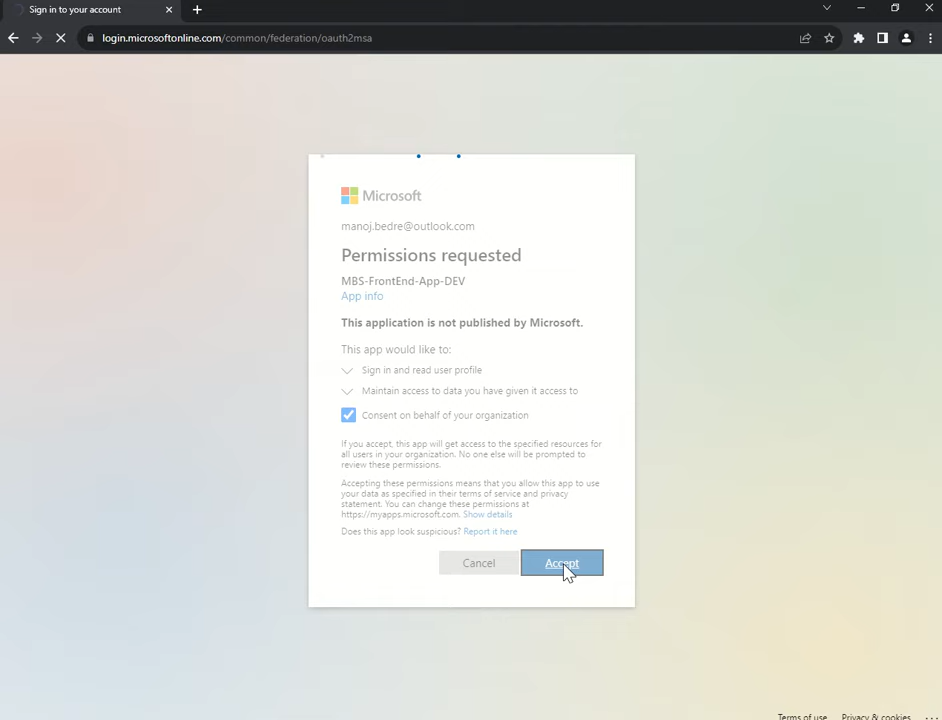 Sign in to your account
login.microsoftonline.com/common/federation/oauth2msa
Microsoft
manoj.bedre@outlook.com
Permissions requested
MBS-FrontEnd-App-DEV
App info
This application is not published by Microsoft.
This app would like to:
Sign in and read user profile
Maintain access to data you have given it access to
Consent on behalf of your organization
If you accept, this app will get access to the specified resources for
all users in your organization. No one else will be prompted to
review these permissions.
Accepting these permissions means that you allow this app to use
your data as specified in their terms of service and privacy
statement. You can change these permissions at
https://myapps.microsoft.com. Show details
Does this app look suspicious? Report it here
Cancel Accept
Terms of use Privacy & cookies ...